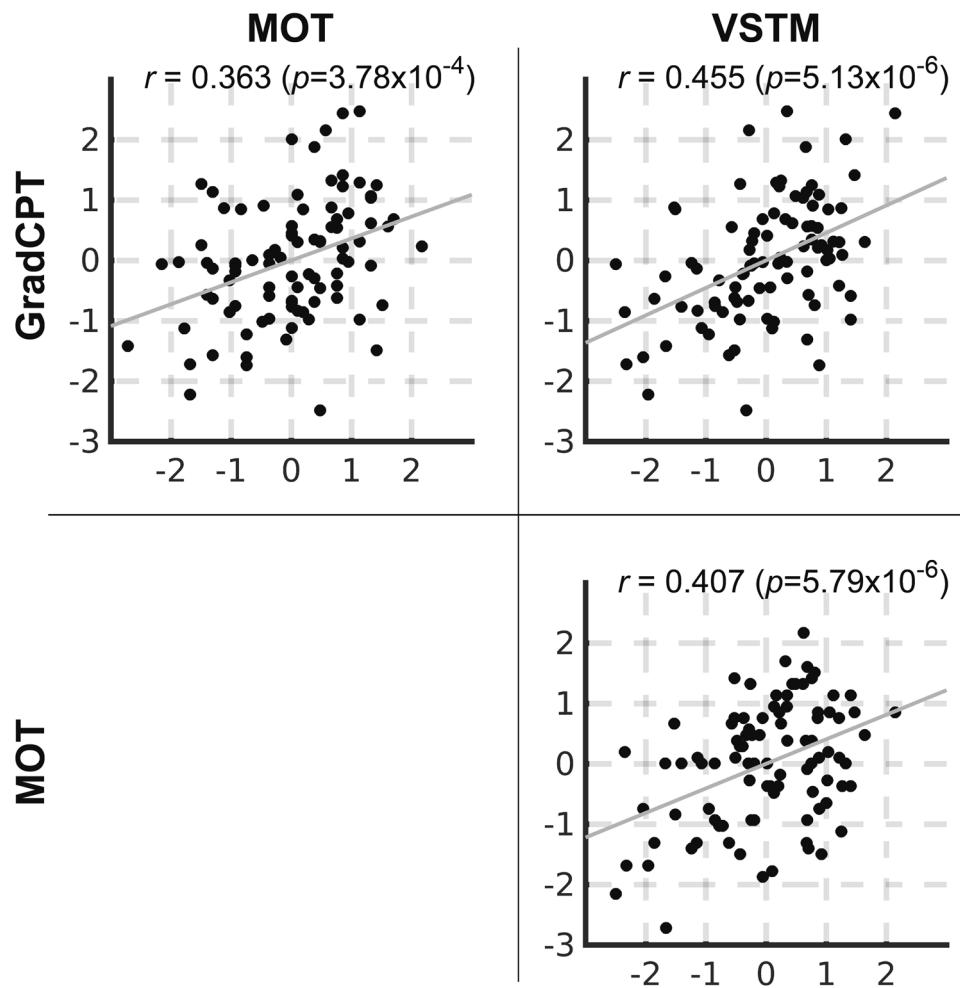 MOT
VSTM
r = 0.363 (p=3.78x10-4)
r = 0.455 (p=5.13x10-6)
GradCPT
2
1
0
-1
-2
-3
-2 -1 0 1 2
2
1
0
-1
-2
-3
-2 -1 0 1 2
MOT
r = 0.407 (p=5.79x10-6)
2
1
0
-1
-2
-3
-2 -1 0 1 2